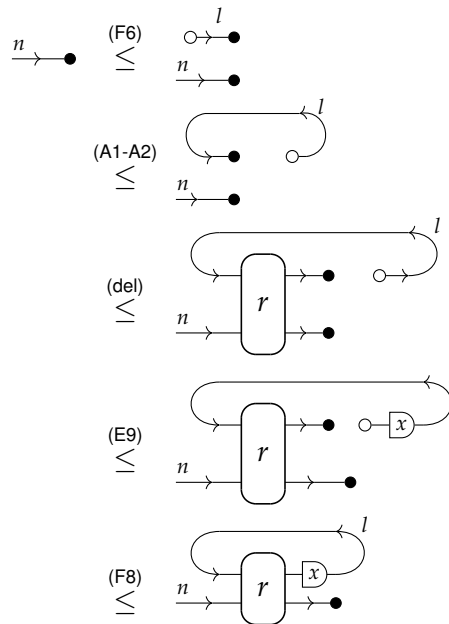 n (F6) ≤ l
n
(A1-A2) ≤ l
n
(del) ≤ l
r
n
(E9) ≤ l
x
r
n
(F8) ≤ l
x
r
n